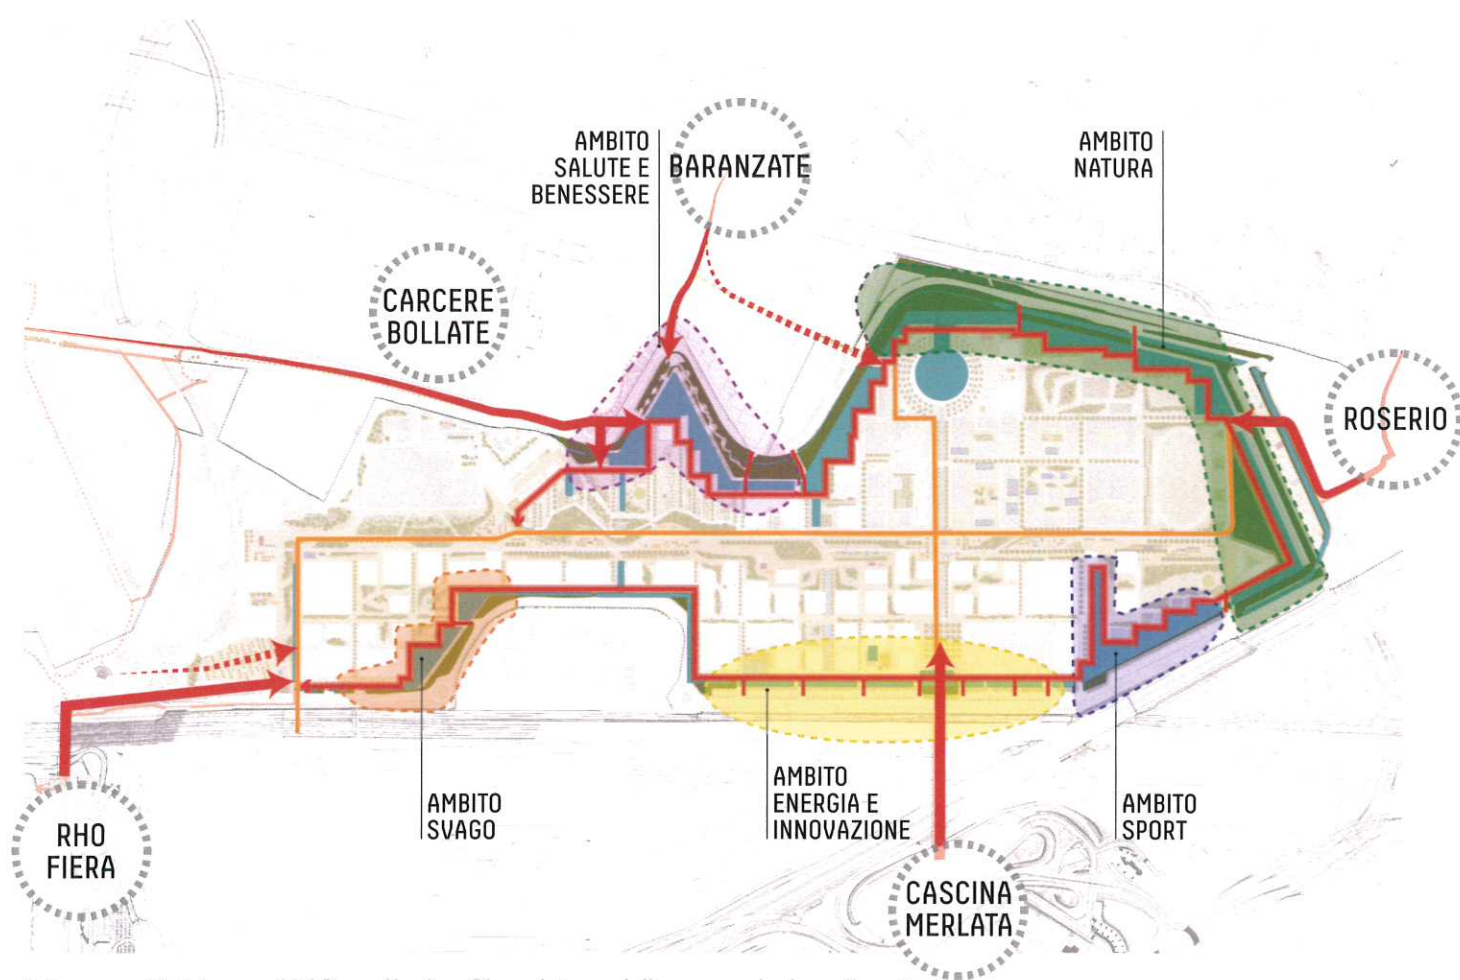 AMBITO
SALUTE E
BENESSERE
BARANZATE
AMBITO
NATURA
CARCERE
BOLLATE
ROSERIO
RHO
FIERA
AMBITO
SVAGO
AMBITO
ENERGIA E
INNOVAZIONE
AMBITO
SPORT
CASCINA
MERLATA